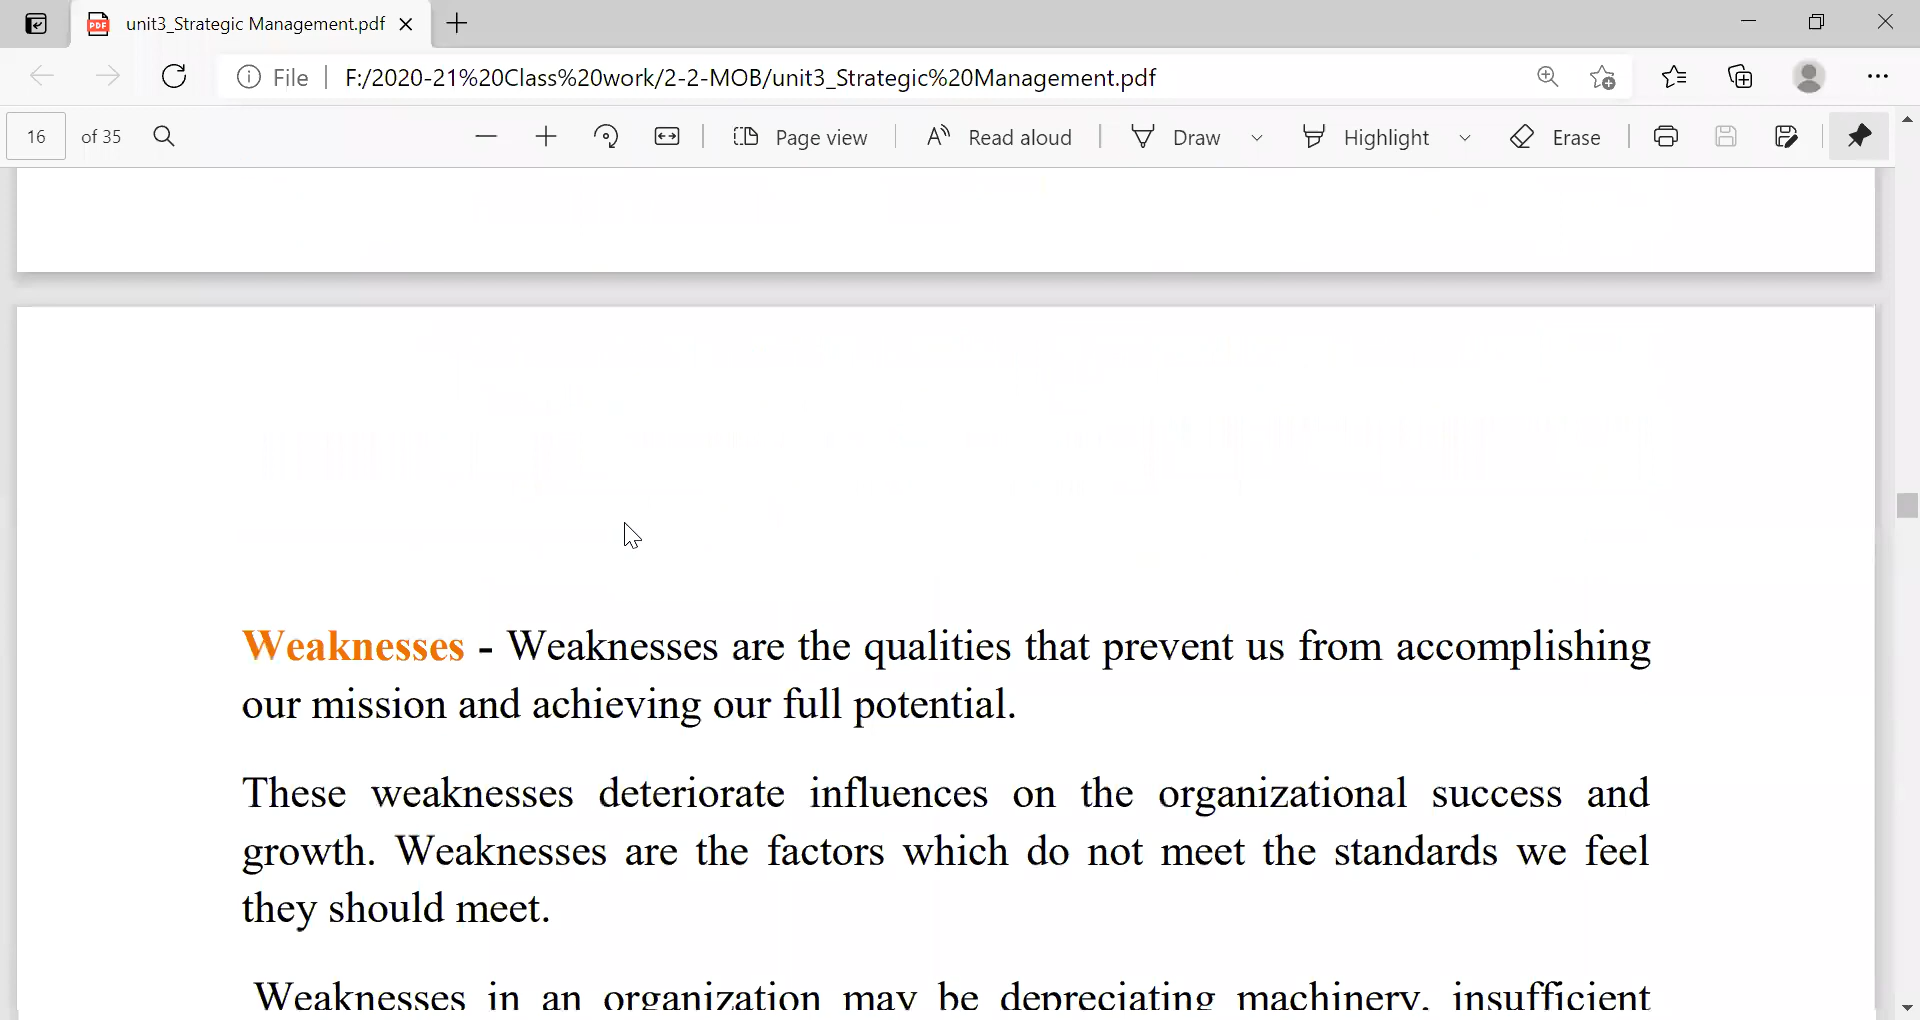 unit3_Strategic Management.pdf
File F:/2020-21%20Class%20work/2-2-MOB/unit3_Strategic%20Management.pdf
16 of 35 Page view Read aloud Draw Highlight Erase
Weaknesses - Weaknesses are the qualities that prevent us from accomplishing
our mission and achieving our full potential.
These weaknesses deteriorate influences on the organizational success and
growth. Weaknesses are the factors which do not meet the standards we feel
they should meet.
Weaknesses in an organization may be depreciating machinery, insufficient